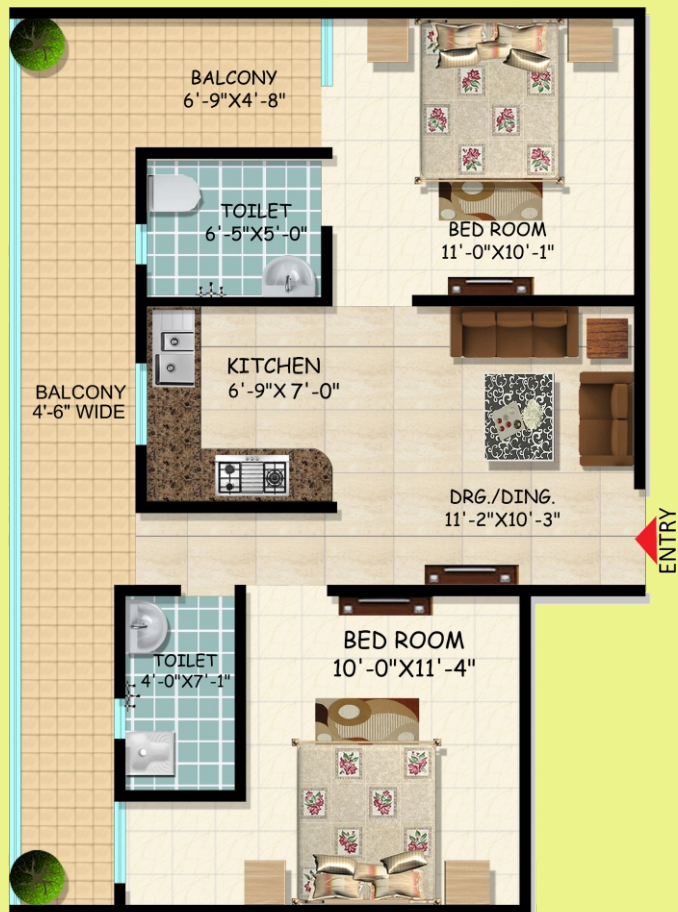 BALCONY
6'-9"X4'-8"
TOILET
6'-5"X5'-0"
BED ROOM
11'-0"X10'-1"
KITCHEN
6'-9"X 7'-0"
BALCONY
4'-6" WIDE
DRG./DING.
11'-2"X10'-3"
ENTRY
BED ROOM
10'-0"X11'-4"
TOILET
4'-0"X7'-1"